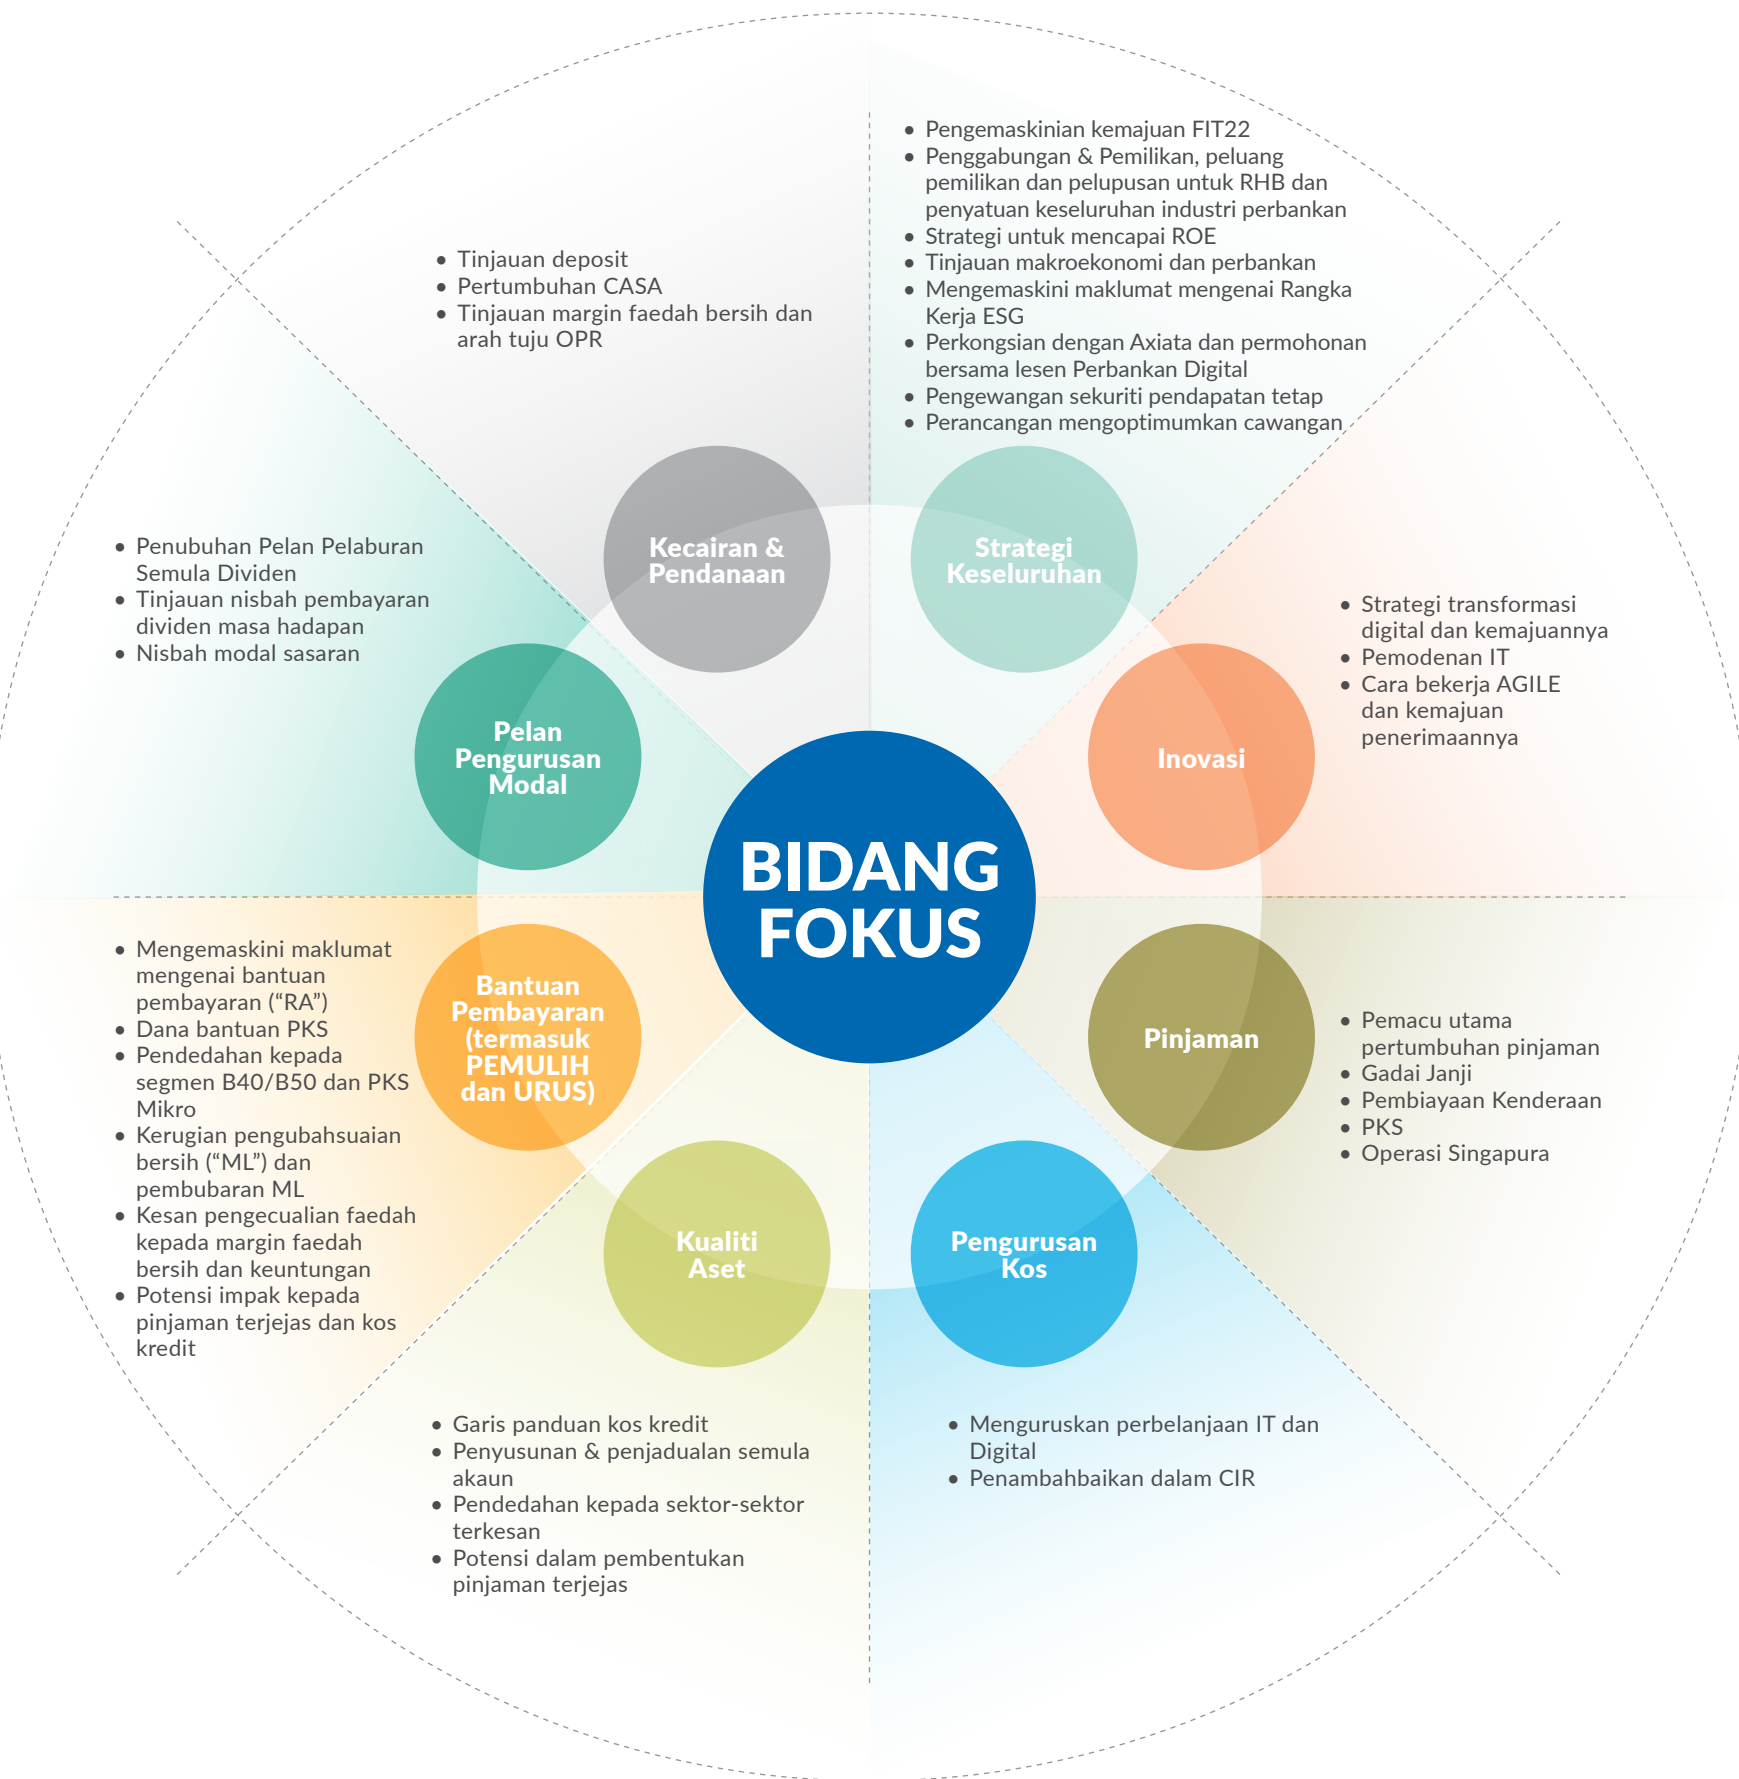 BIDANG
FOKUS
Strategi
Keseluruhan
• Pengemaskinian kemajuan FIT22
• Penggabungan & Pemilikan, peluang
pemilikan dan pelupusan untuk RHB dan
penyatuan keseluruhan industri perbankan
• Strategi untuk mencapai ROE
• Tinjauan makroekonomi dan perbankan
• Mengemaskini maklumat mengenai Rangka
Kerja ESG
• Perkongsian dengan Axiata dan permohonan
bersama lesen Perbankan Digital
• Pengewangan sekuriti pendapatan tetap
• Perancangan mengoptimumkan cawangan
Inovasi
• Strategi transformasi
digital dan kemajuannya
• Pemodenan IT
• Cara bekerja AGILE
dan kemajuan
penerimaannya
Pinjaman
• Pemacu utama
pertumbuhan pinjaman
• Gadai Janji
• Pembiayaan Kenderaan
• PKS
• Operasi Singapura
Pengurusan
Kos
• Menguruskan perbelanjaan IT dan
Digital
• Penambahbaikan dalam CIR
Kualiti
Aset
• Garis panduan kos kredit
• Penyusunan & penjadualan semula
akaun
• Pendedahan kepada sektor-sektor
terkesan
• Potensi dalam pembentukan
pinjaman terjejas
Bantuan
Pembayaran
(termasuk
PEMULIH
dan URUS)
• Mengemaskini maklumat
mengenai bantuan
pembayaran (“RA”)
• Dana bantuan PKS
• Pendedahan kepada
segmen B40/B50 dan PKS
Mikro
• Kerugian pengubahsuaian
bersih (“ML”) dan
pembubaran ML
• Kesan pengecualian faedah
kepada margin faedah
bersih dan keuntungan
• Potensi impak kepada
pinjaman terjejas dan kos
kredit
Pelan
Pengurusan
Modal
• Penubuhan Pelan Pelaburan
Semula Dividen
• Tinjauan nisbah pembayaran
dividen masa hadapan
• Nisbah modal sasaran
Kecairan &
Pendanaan
• Tinjauan deposit
• Pertumbuhan CASA
• Tinjauan margin faedah bersih dan
arah tuju OPR